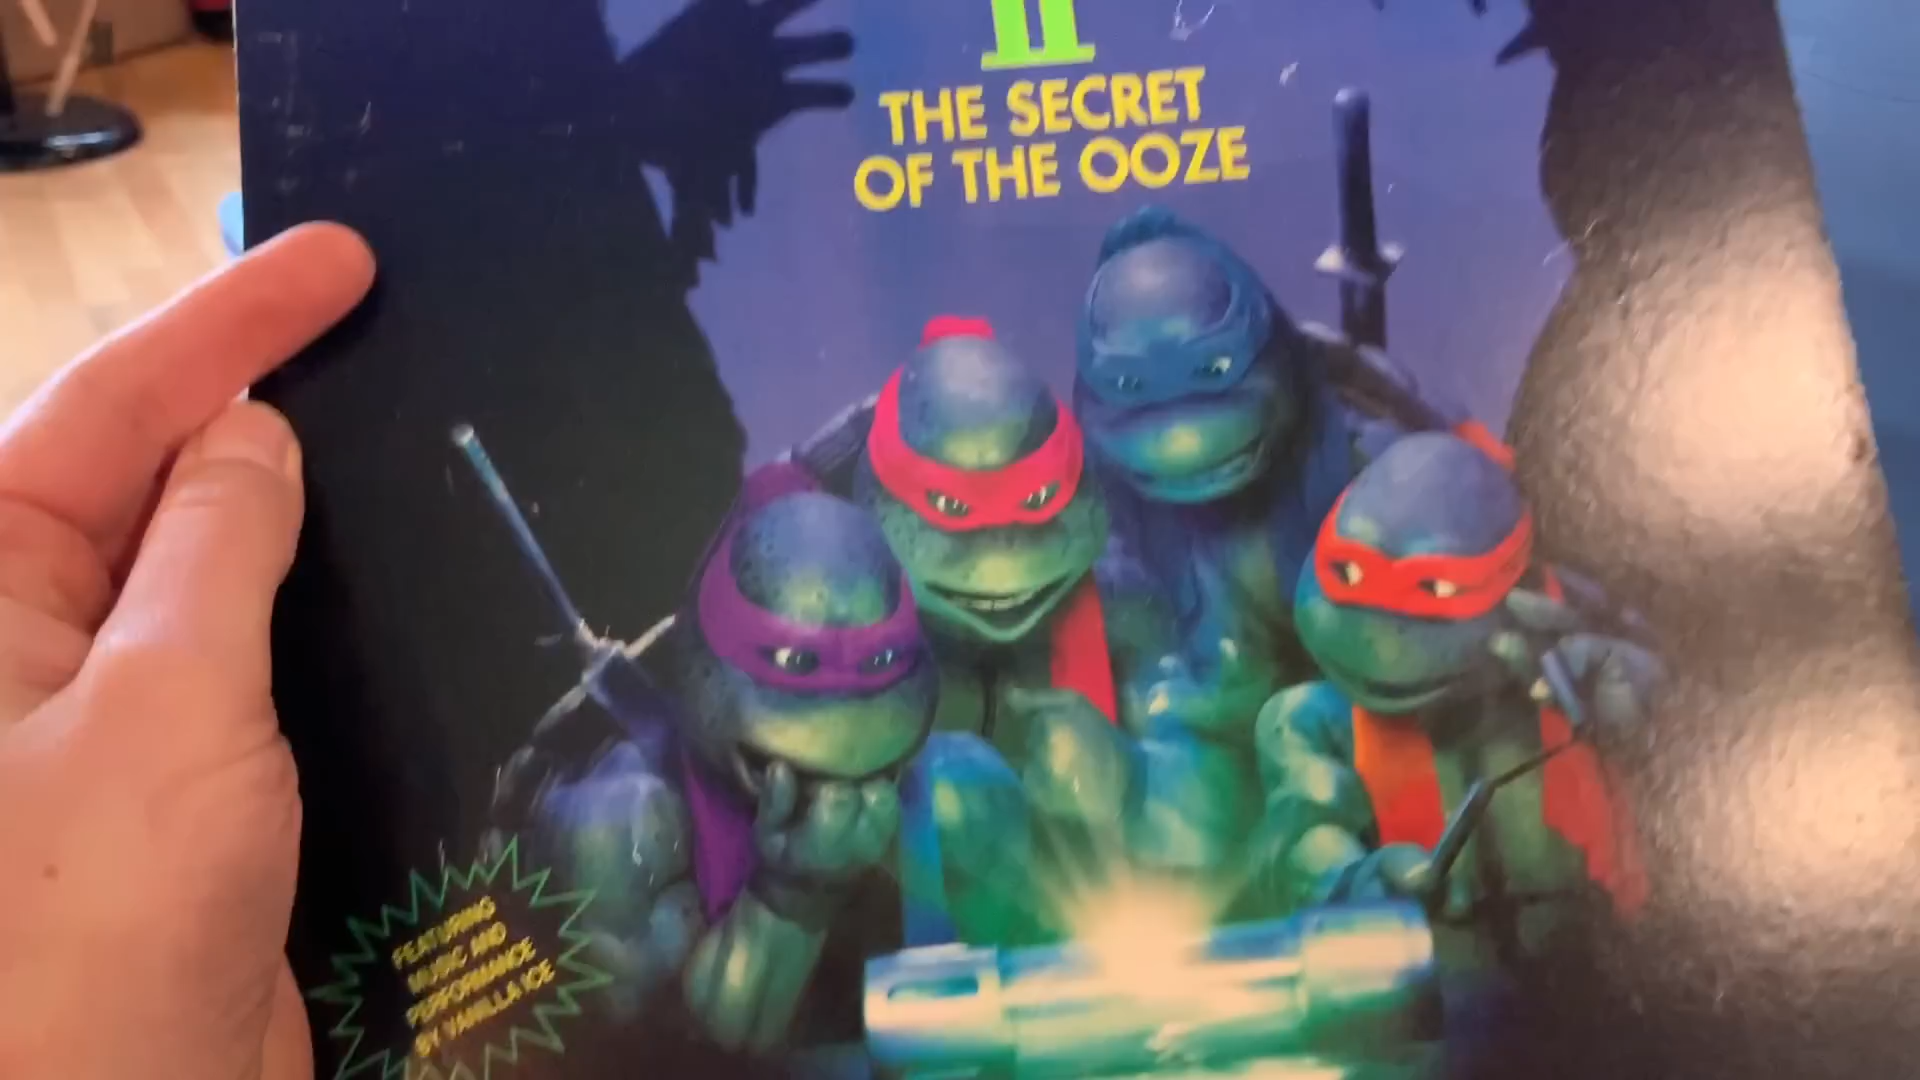 II
THE SECRET
OF THE OOZE
FEATURING
MUSIC AND
PERFORMANCE
BY VANILLA ICE